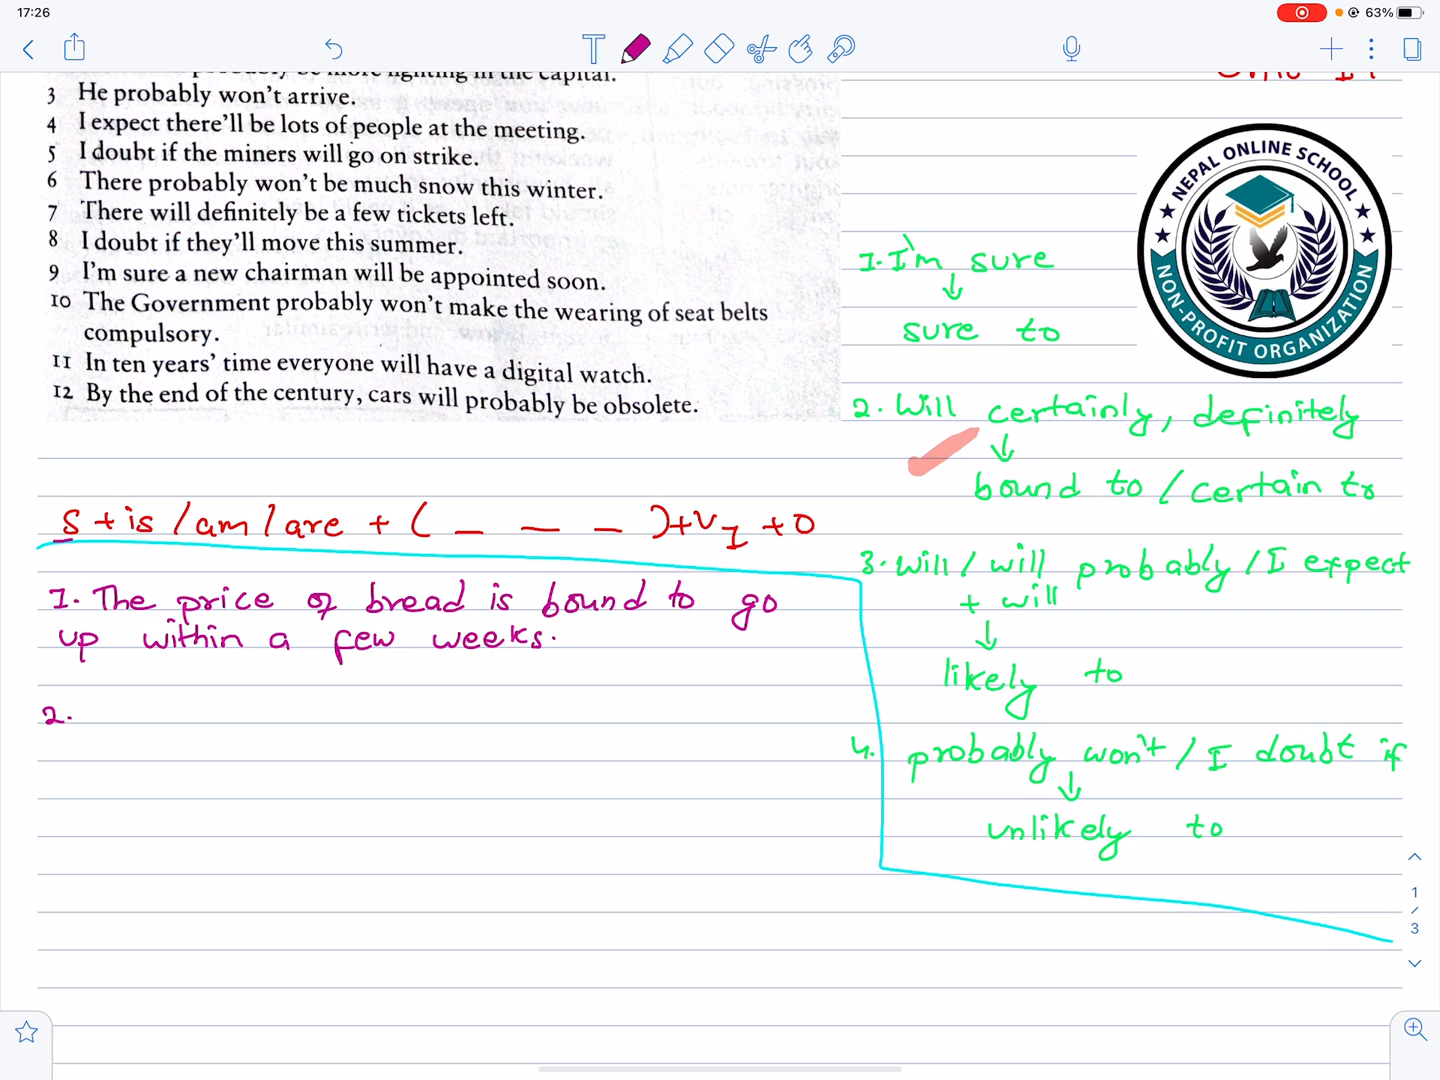 17:26
63%
probably be more fighting in the capital.
3 He probably won't arrive.
4 I expect there'll be lots of people at the meeting.
5 I doubt if the miners will go on strike.
6 There probably won't be much snow this winter.
7 There will definitely be a few tickets left.
8 I doubt if they'll move this summer.
9 I'm sure a new chairman will be appointed soon.
10 The Government probably won't make the wearing of seat belts
compulsory.
11 In ten years' time everyone will have a digital watch.
12 By the end of the century, cars will probably be obsolete.
S + is / am / are + ( _ _ _ ) + V1 + O
1. The price of bread is bound to go
up within a few weeks.
2.
NEPAL ONLINE SCHOOL
NON-PROFIT ORGANIZATION
1. I'm sure
↓
sure to
2. Will certainly, definitely
↓
bound to / certain to
3. Will / will probably / I expect
+ will
↓
likely to
4. probably won't / I doubt if
↓
unlikely to
1
/
3